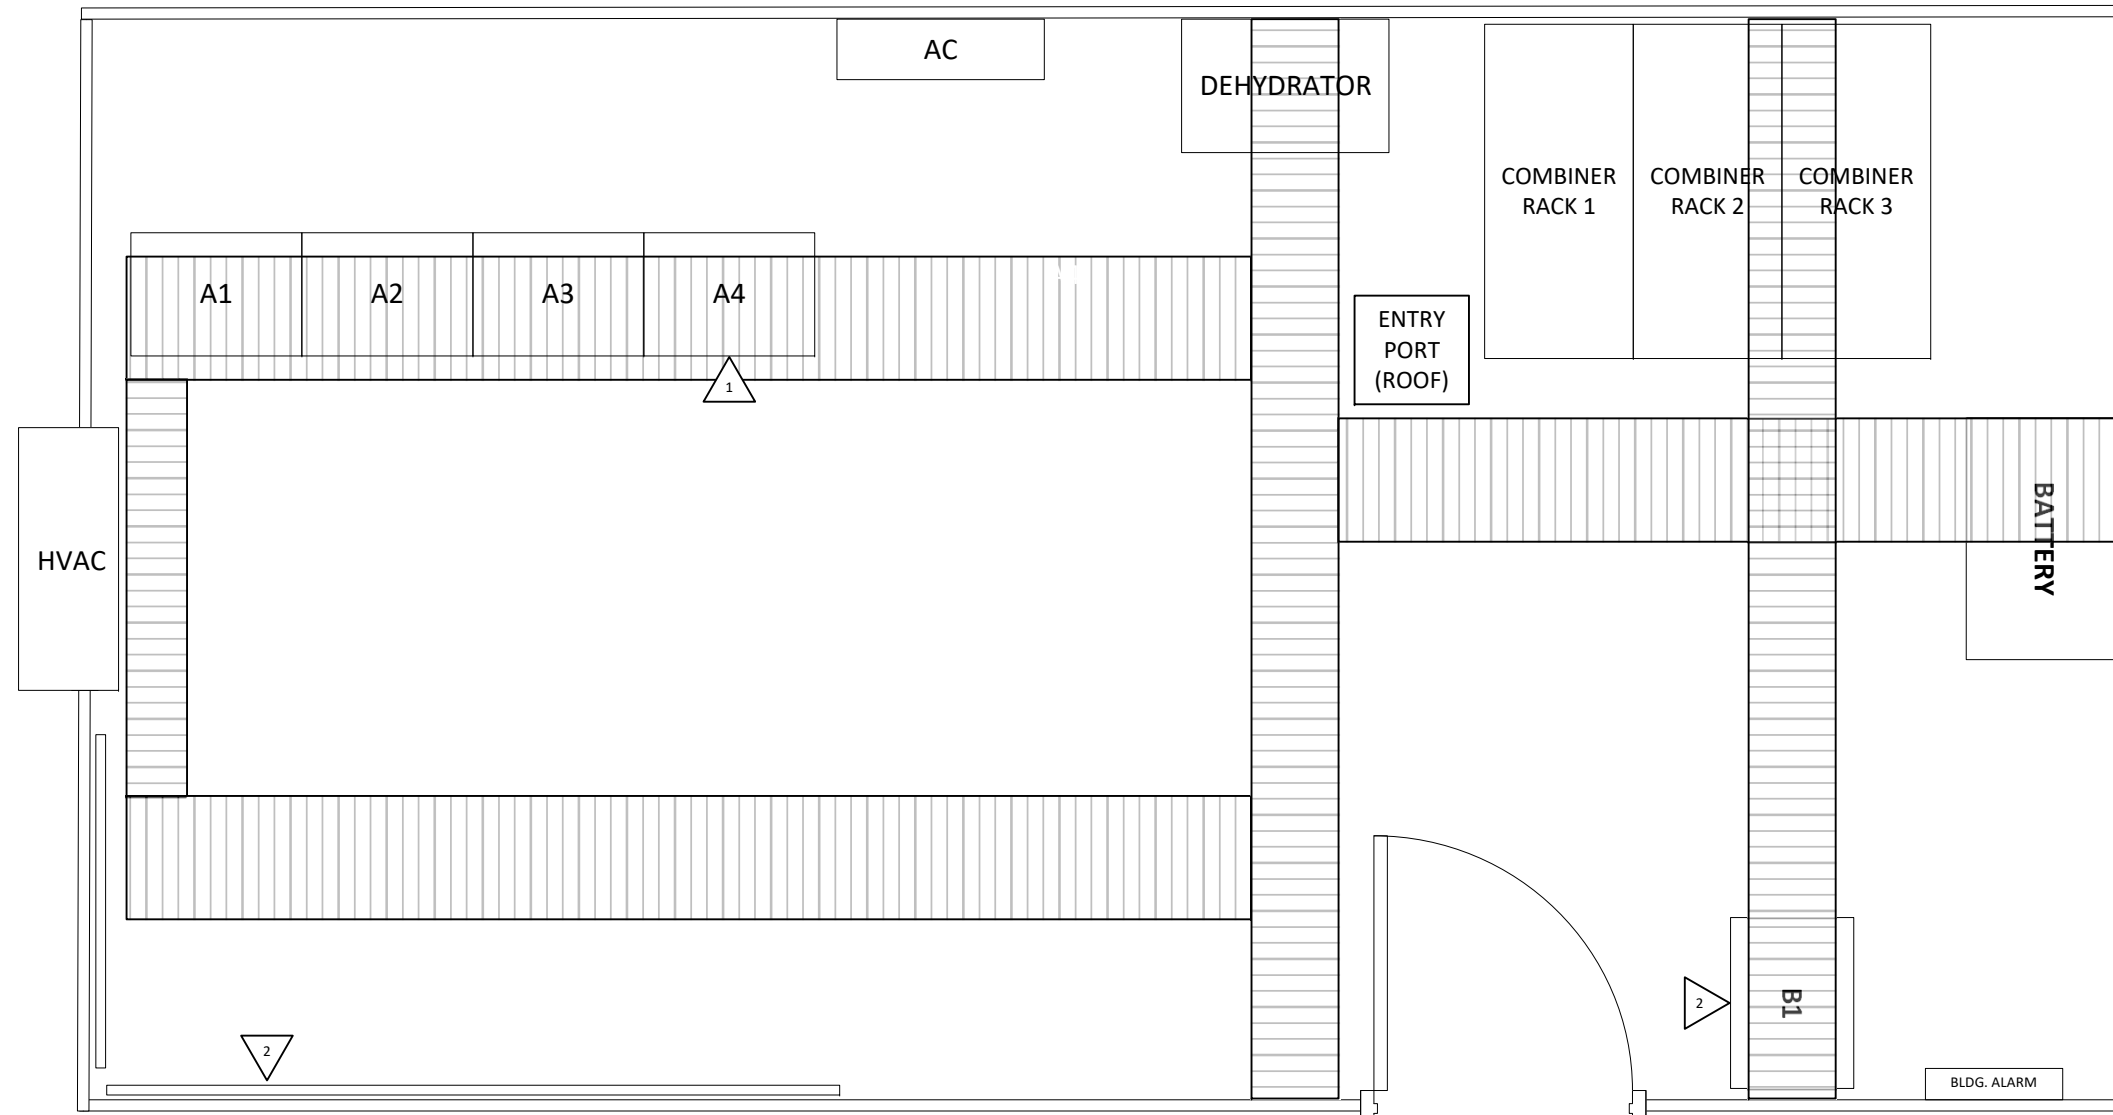 AC
DEHYDRATOR
COMBINER
RACK 1
COMBINER
RACK 2
COMBINER
RACK 3
A1
A2
A3
A4
1
ENTRY
PORT
(ROOF)
HVAC
BATTERY
2
B1
2
BLDG. ALARM